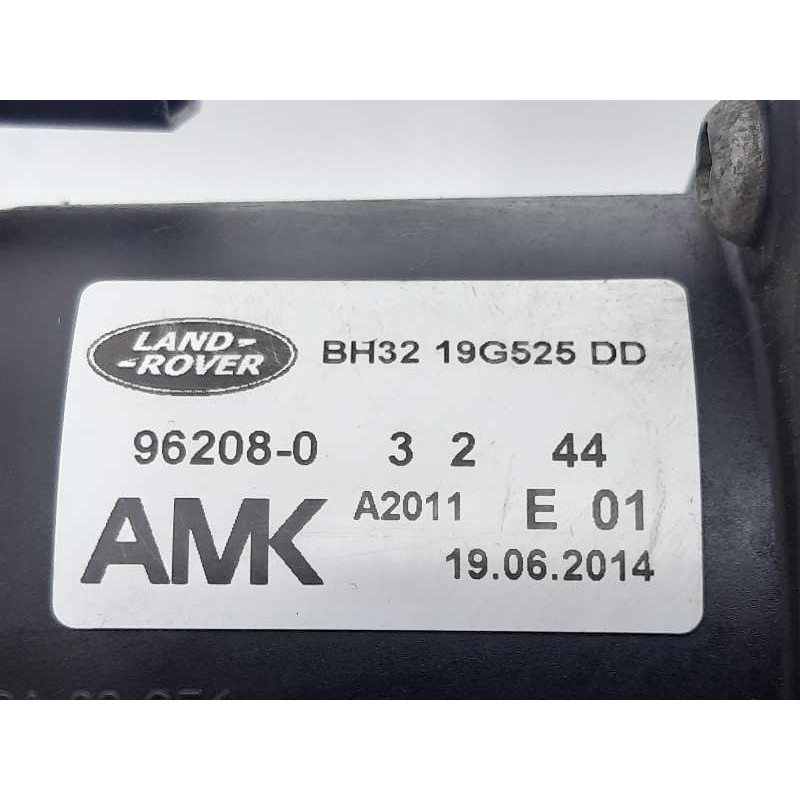 LAND-
-ROVER
BH32 19G525 DD
96208-0 3 2 44
AMK A2011 E 01
19.06.2014